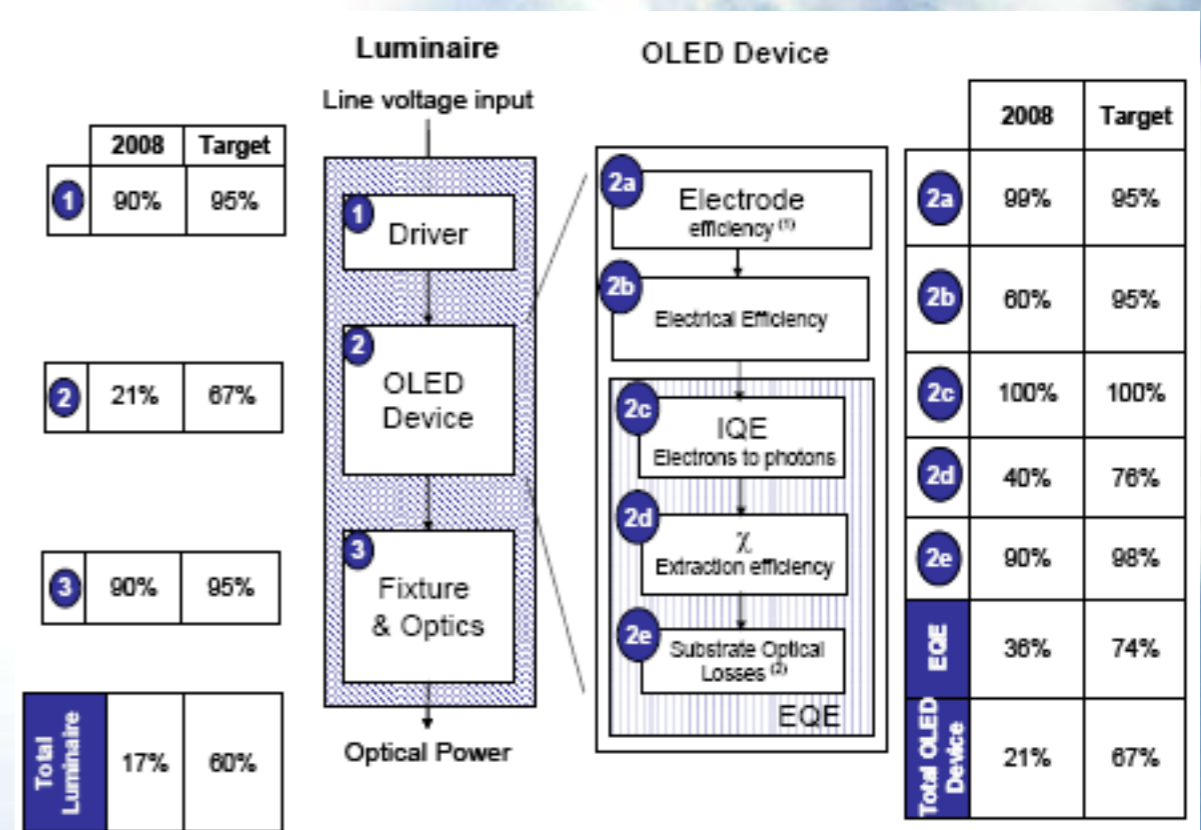 Luminaire
Line voltage input
2008 Target
1 90% 95%
2 21% 67%
3 90% 95%
Total Luminaire 17% 60%
1
Driver
2
OLED
Device
3
Fixture
& Optics
Optical Power
OLED Device
2a
Electrode
efficiency (1)
2b
Electrical Efficiency
2c
IQE
Electrons to photons
2d
χ
Extraction efficiency
2e
Substrate Optical
Losses (2)
EQE
2008 Target
2a 99% 95%
2b 60% 95%
2c 100% 100%
2d 40% 76%
2e 90% 98%
EQE 36% 74%
Total OLED Device 21% 67%